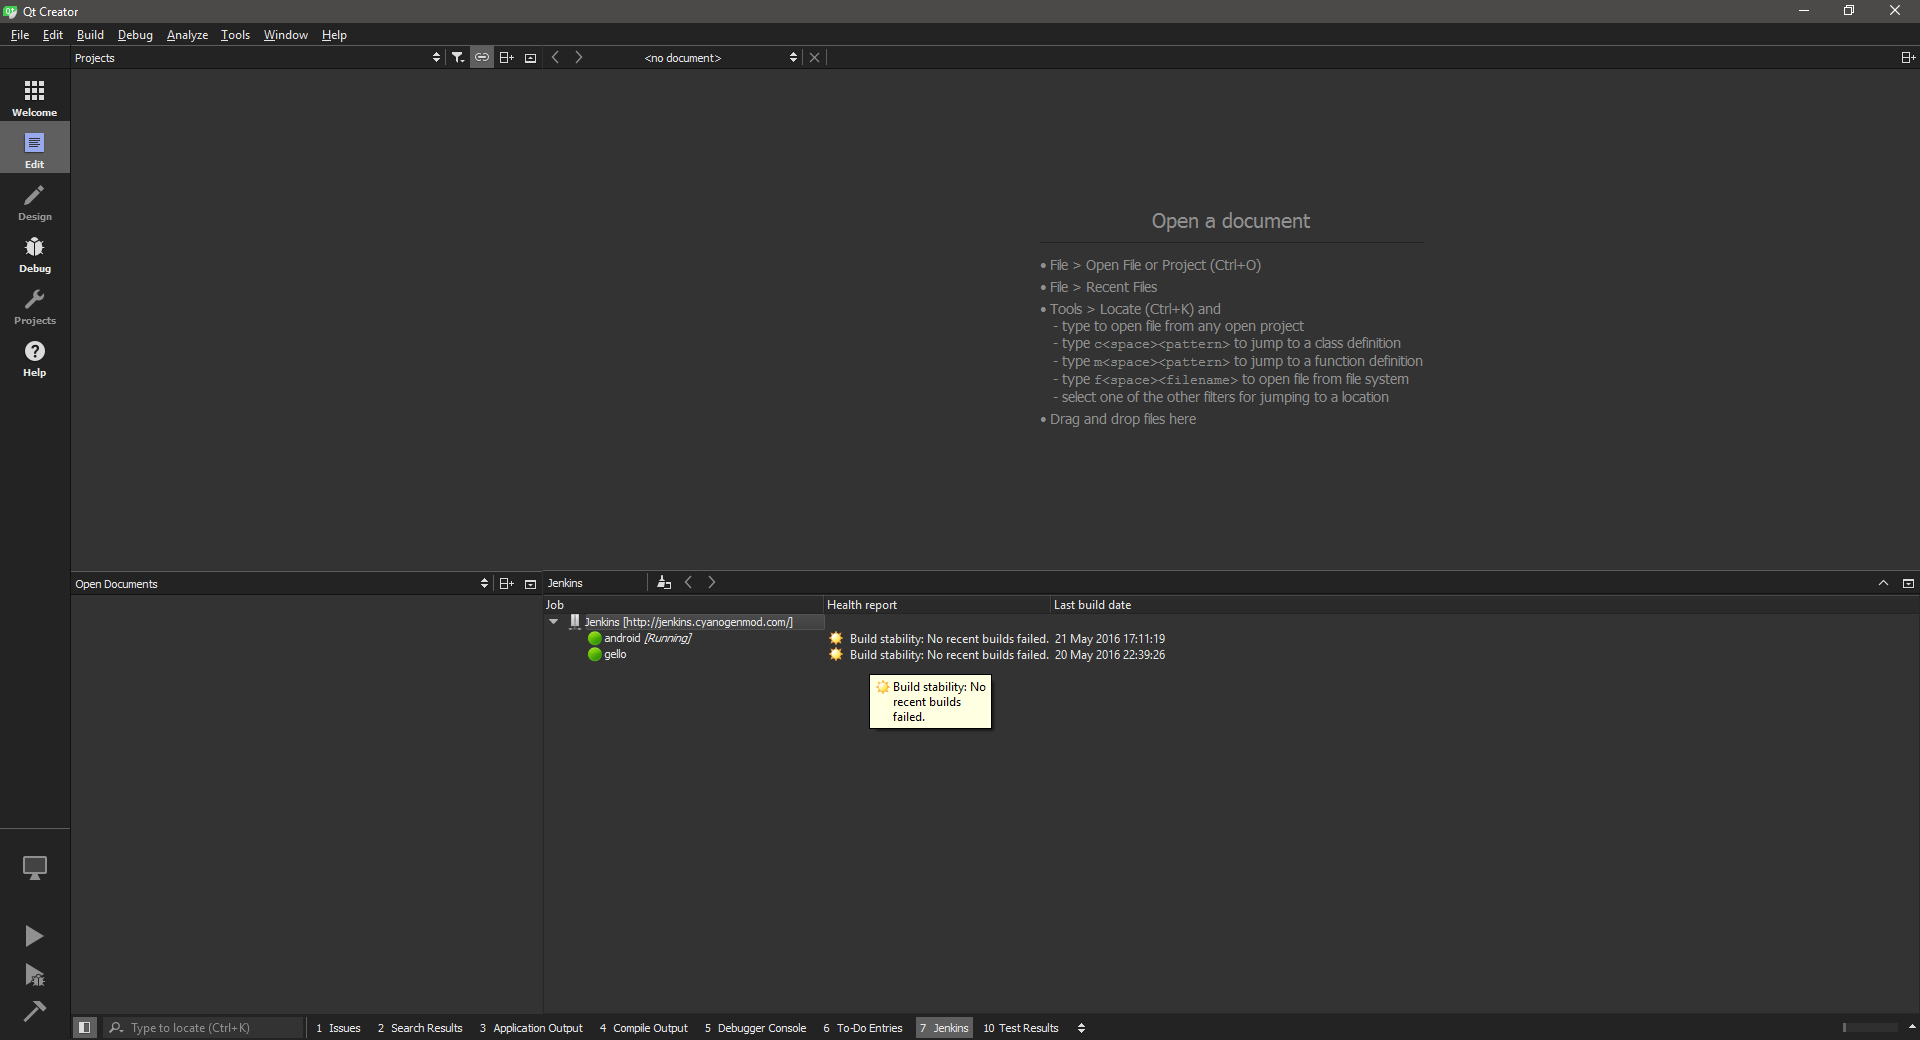 Qt Creator
File Edit Build Debug Analyze Tools Window Help
Projects
<no document>
Welcome
Edit
Design
Debug
Projects
Help
Open a document
• File > Open File or Project (Ctrl+O)
• File > Recent Files
• Tools > Locate (Ctrl+K) and
- type to open file from any open project
- type c<space><pattern> to jump to a class definition
- type m<space><pattern> to jump to a function definition
- type f<space><filename> to open file from file system
- select one of the other filters for jumping to a location
• Drag and drop files here
Open Documents
Jenkins
Job Health report Last build date
Jenkins [http://jenkins.cyanogenmod.com/]
android [Running] Build stability: No recent builds failed. 21 May 2016 17:11:19
gello Build stability: No recent builds failed. 20 May 2016 22:39:26
Build stability: No
recent builds
failed.
Type to locate (Ctrl+K) 1 Issues 2 Search Results 3 Application Output 4 Compile Output 5 Debugger Console 6 To-Do Entries 7 Jenkins 10 Test Results